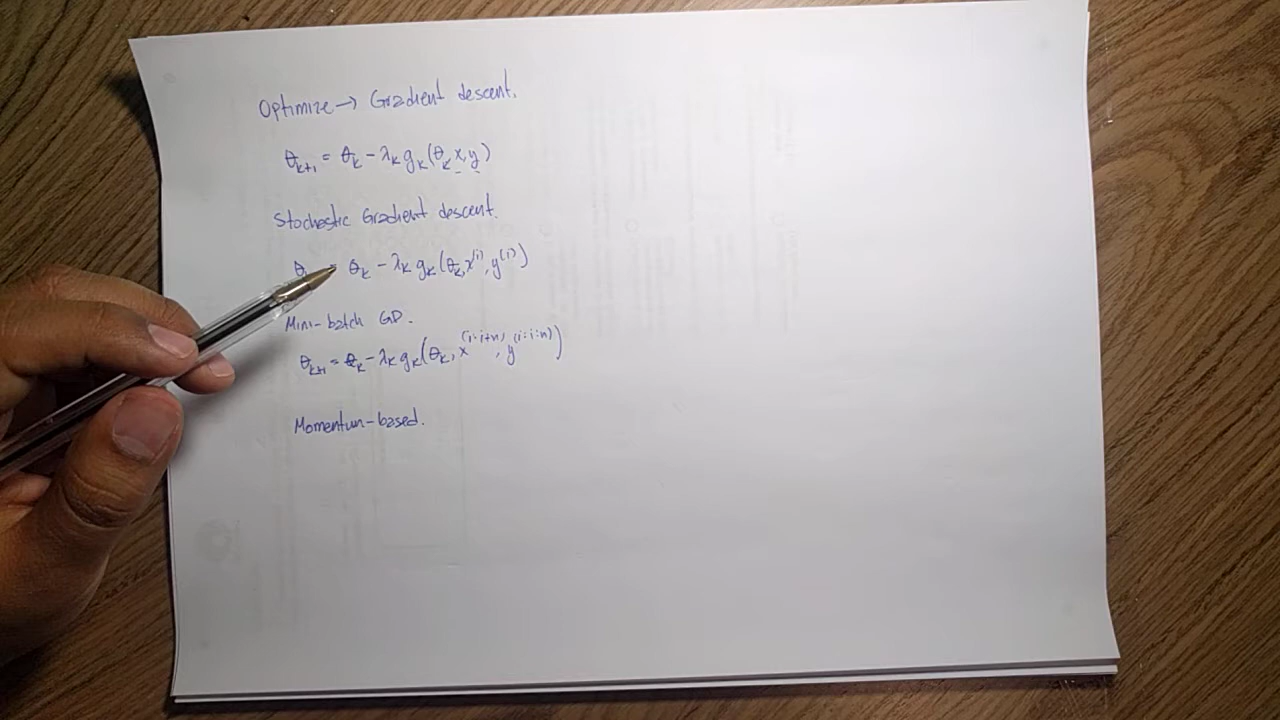 Optimize → Gradient descent.
θₖ₊₁ = θₖ - λₖ gₖ(θₖ x, y)
Stochastic Gradient descent.
θ = θₖ - λₖ gₖ(θₖ, x⁽ⁱ⁾, y⁽ⁱ⁾)
Mini-batch GD.
θₖ₊₁ = θₖ - λₖ gₖ(θₖ, x^(i:i+n), y^(i:i:n))
Momentum-based.